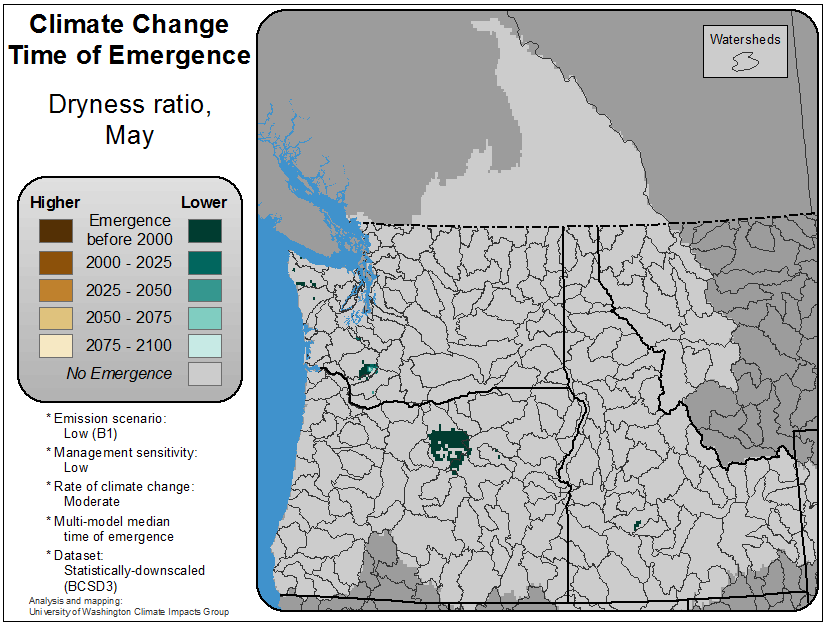 Climate Change
Time of Emergence
Dryness ratio,
May
Higher
Lower
Emergence
before 2000
2000 - 2025
2025 - 2050
2050 - 2075
2075 - 2100
No Emergence
* Emission scenario:
Low (B1)
* Management sensitivity:
Low
* Rate of climate change:
Moderate
* Multi-model median
time of emergence
* Dataset:
Statistically-downscaled
(BCSD3)
Analysis and mapping:
University of Washington Climate Impacts Group
Watersheds